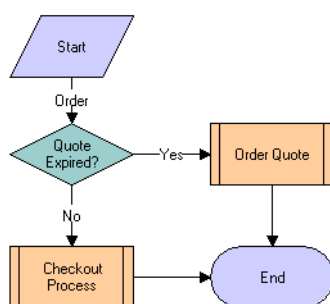 Start
Order
Quote
Expired?
Yes
Order Quote
No
Checkout
Process
End